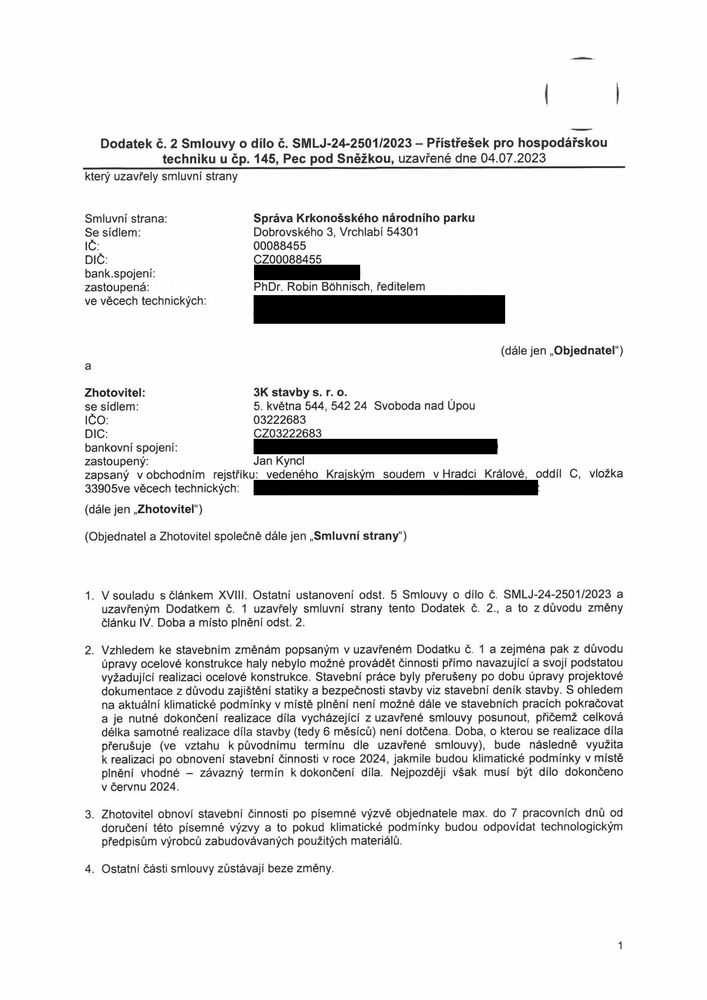 Dodatek č. 2 Smlouvy o dílo č. SMLJ-24-2501/2023 – Přístřešek pro hospodářskou
techniku u čp. 145, Pec pod Sněžkou, uzavřené dne 04.07.2023
který uzavřely smluvní strany
Smluvní strana: Správa Krkonošského národního parku
Se sídlem: Dobrovského 3, Vrchlabí 54301
IČ: 00088455
DIČ: CZ00088455
bank.spojení:
zastoupená: PhDr. Robin Böhnisch, ředitelem
ve věcech technických:
(dále jen „Objednatel“)
a
Zhotovitel: 3K stavby s. r. o.
se sídlem: 5. května 544, 542 24 Svoboda nad Úpou
IČO: 03222683
DIC: CZ03222683
bankovní spojení:
zastoupený: Jan Kyncl
zapsaný v obchodním rejstříku: vedeného Krajským soudem v Hradci Králové, oddíl C, vložka
33905ve věcech technických:
(dále jen „Zhotovitel“)
(Objednatel a Zhotovitel společně dále jen „Smluvní strany“)
1. V souladu s článkem XVIII. Ostatní ustanovení odst. 5 Smlouvy o dílo č. SMLJ-24-2501/2023 a
uzavřeným Dodatkem č. 1 uzavřely smluvní strany tento Dodatek č. 2., a to z důvodu změny
článku IV. Doba a místo plnění odst. 2.
2. Vzhledem ke stavebním změnám popsaným v uzavřeném Dodatku č. 1 a zejména pak z důvodu
úpravy ocelové konstrukce haly nebylo možné provádět činnosti přímo navazující a svojí podstatou
vyžadující realizaci ocelové konstrukce. Stavební práce byly přerušeny po dobu úpravy projektové
dokumentace z důvodu zajištění statiky a bezpečnosti stavby viz stavební deník stavby. S ohledem
na aktuální klimatické podmínky v místě plnění není možné dále ve stavebních pracích pokračovat
a je nutné dokončení realizace díla vycházející z uzavřené smlouvy posunout, přičemž celková
délka samotné realizace díla stavby (tedy 6 měsíců) není dotčena. Doba, o kterou se realizace díla
přerušuje (ve vztahu k původnímu termínu dle uzavřené smlouvy), bude následně využita
k realizaci po obnovení stavební činnosti v roce 2024, jakmile budou klimatické podmínky v místě
plnění vhodné – závazný termín k dokončení díla. Nejpozději však musí být dílo dokončeno
v červnu 2024.
3. Zhotovitel obnoví stavební činnosti po písemné výzvě objednatele max. do 7 pracovních dnů od
doručení této písemné výzvy a to pokud klimatické podmínky budou odpovídat technologickým
předpisům výrobců zabudovávaných použitých materiálů.
4. Ostatní části smlouvy zůstávají beze změny.
1